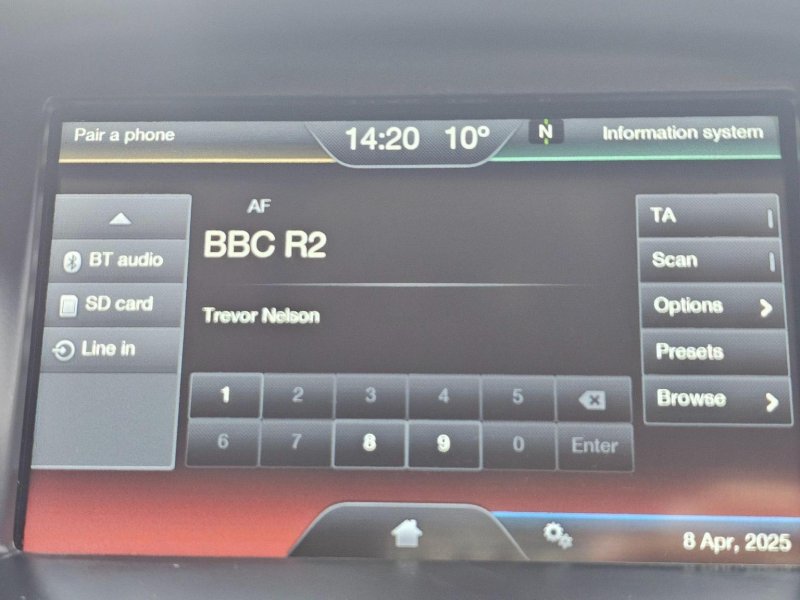 Pair a phone
14:20 10°
N
Information system
BT audio
SD card
Line in
AF
BBC R2
Trevor Nelson
1 2 3 4 5
6 7 8 9 0 Enter
TA
Scan
Options
Presets
Browse
8 Apr, 2025